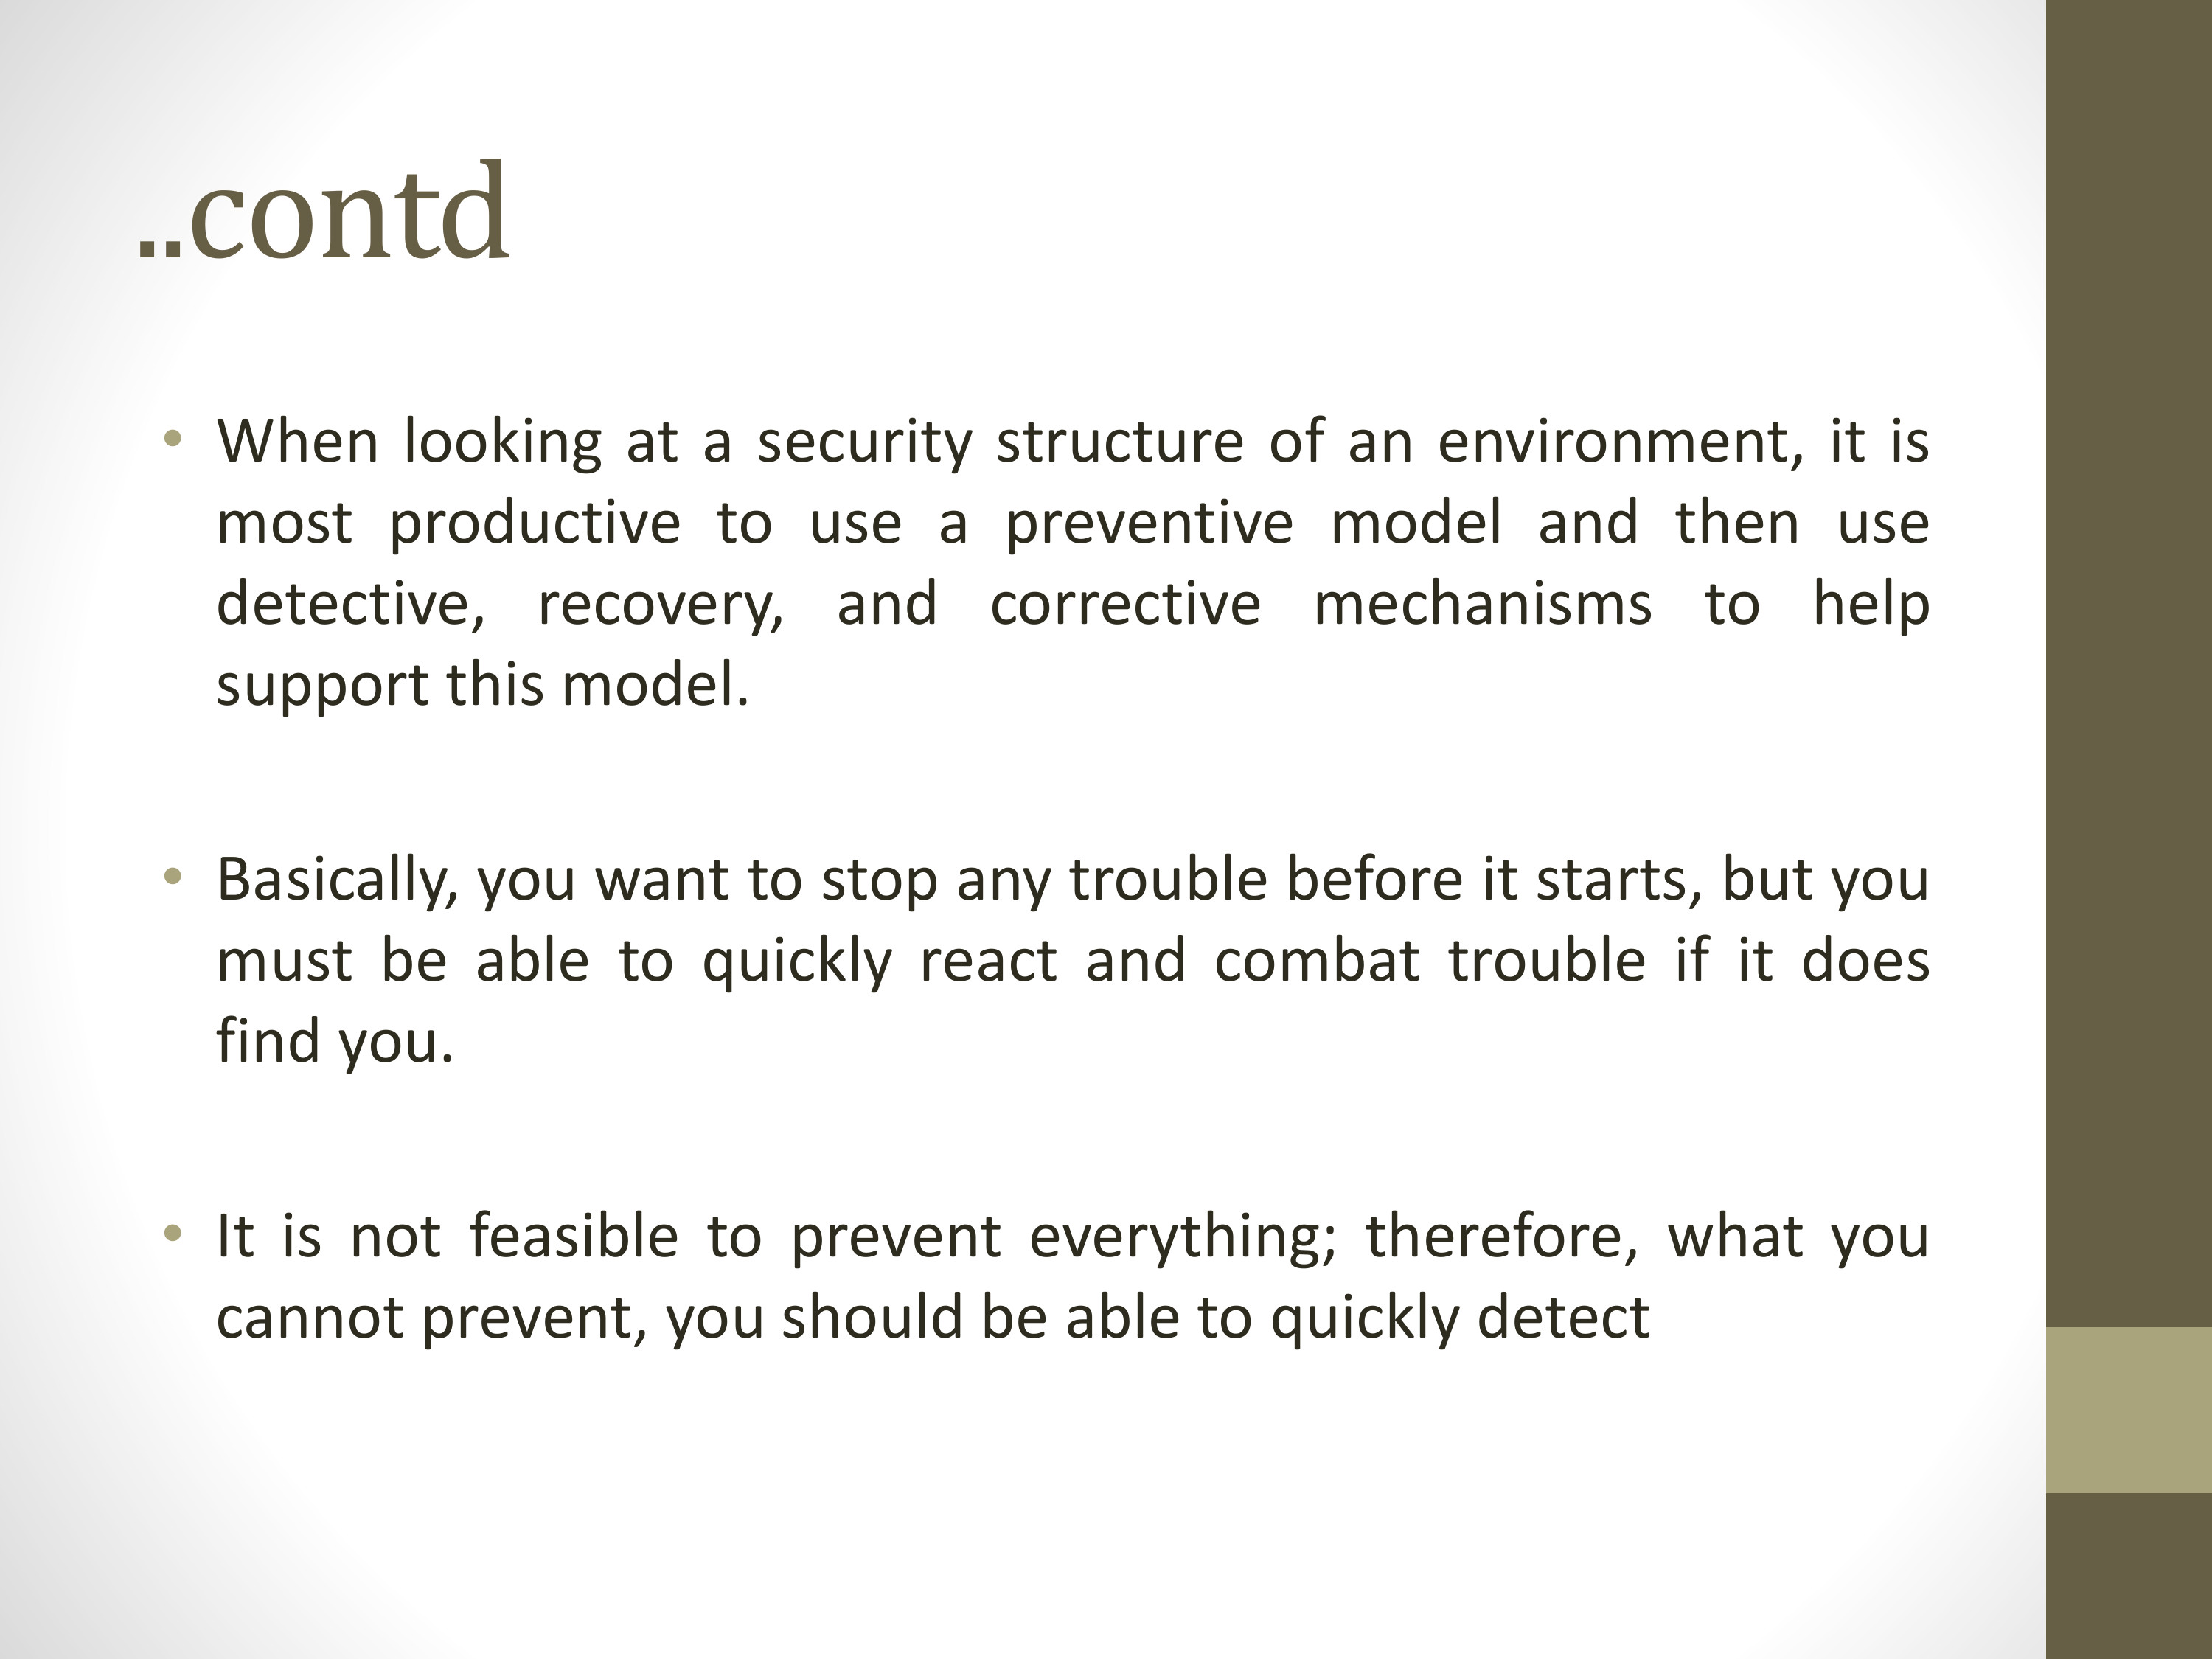 ..contd
• When looking at a security structure of an environment, it is
most productive to use a preventive model and then use
detective, recovery, and corrective mechanisms to help
support this model.
• Basically, you want to stop any trouble before it starts, but you
must be able to quickly react and combat trouble if it does
find you.
• It is not feasible to prevent everything; therefore, what you
cannot prevent, you should be able to quickly detect